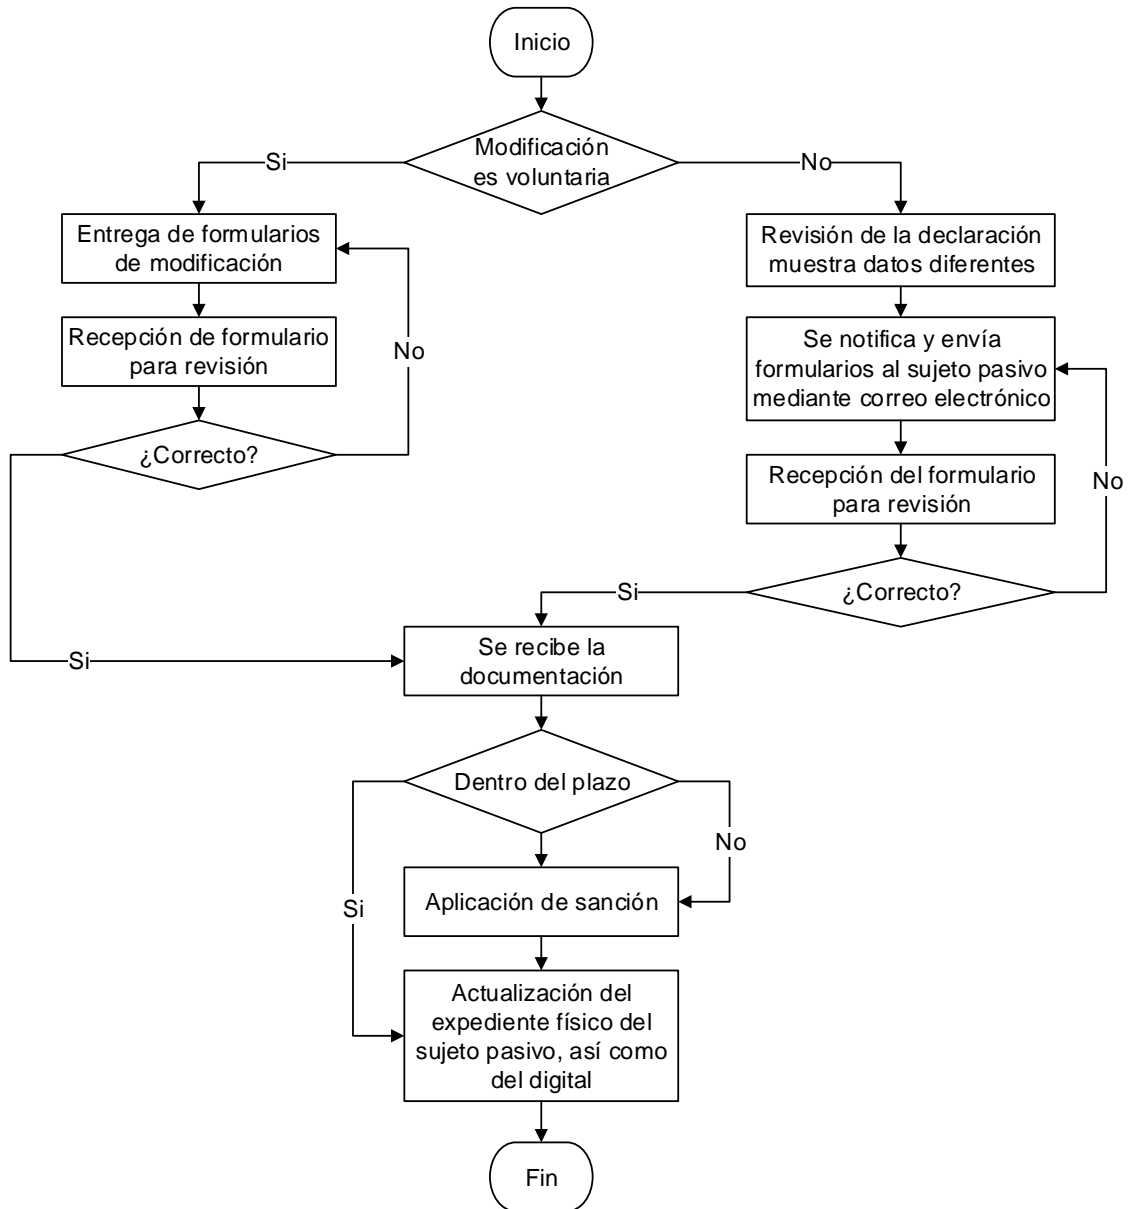 Inicio
Modificación
es voluntaria
Si
No
Entrega de formularios
de modificación
Revisión de la declaración
muestra datos diferentes
Recepción de formulario
para revisión
No
Se notifica y envía
formularios al sujeto pasivo
mediante correo electrónico
¿Correcto?
Recepción del formulario
para revisión
No
¿Correcto?
Si
Se recibe la
documentación
Si
Dentro del plazo
No
Aplicación de sanción
Si
Actualización del
expediente físico del
sujeto pasivo, así como
del digital
Fin